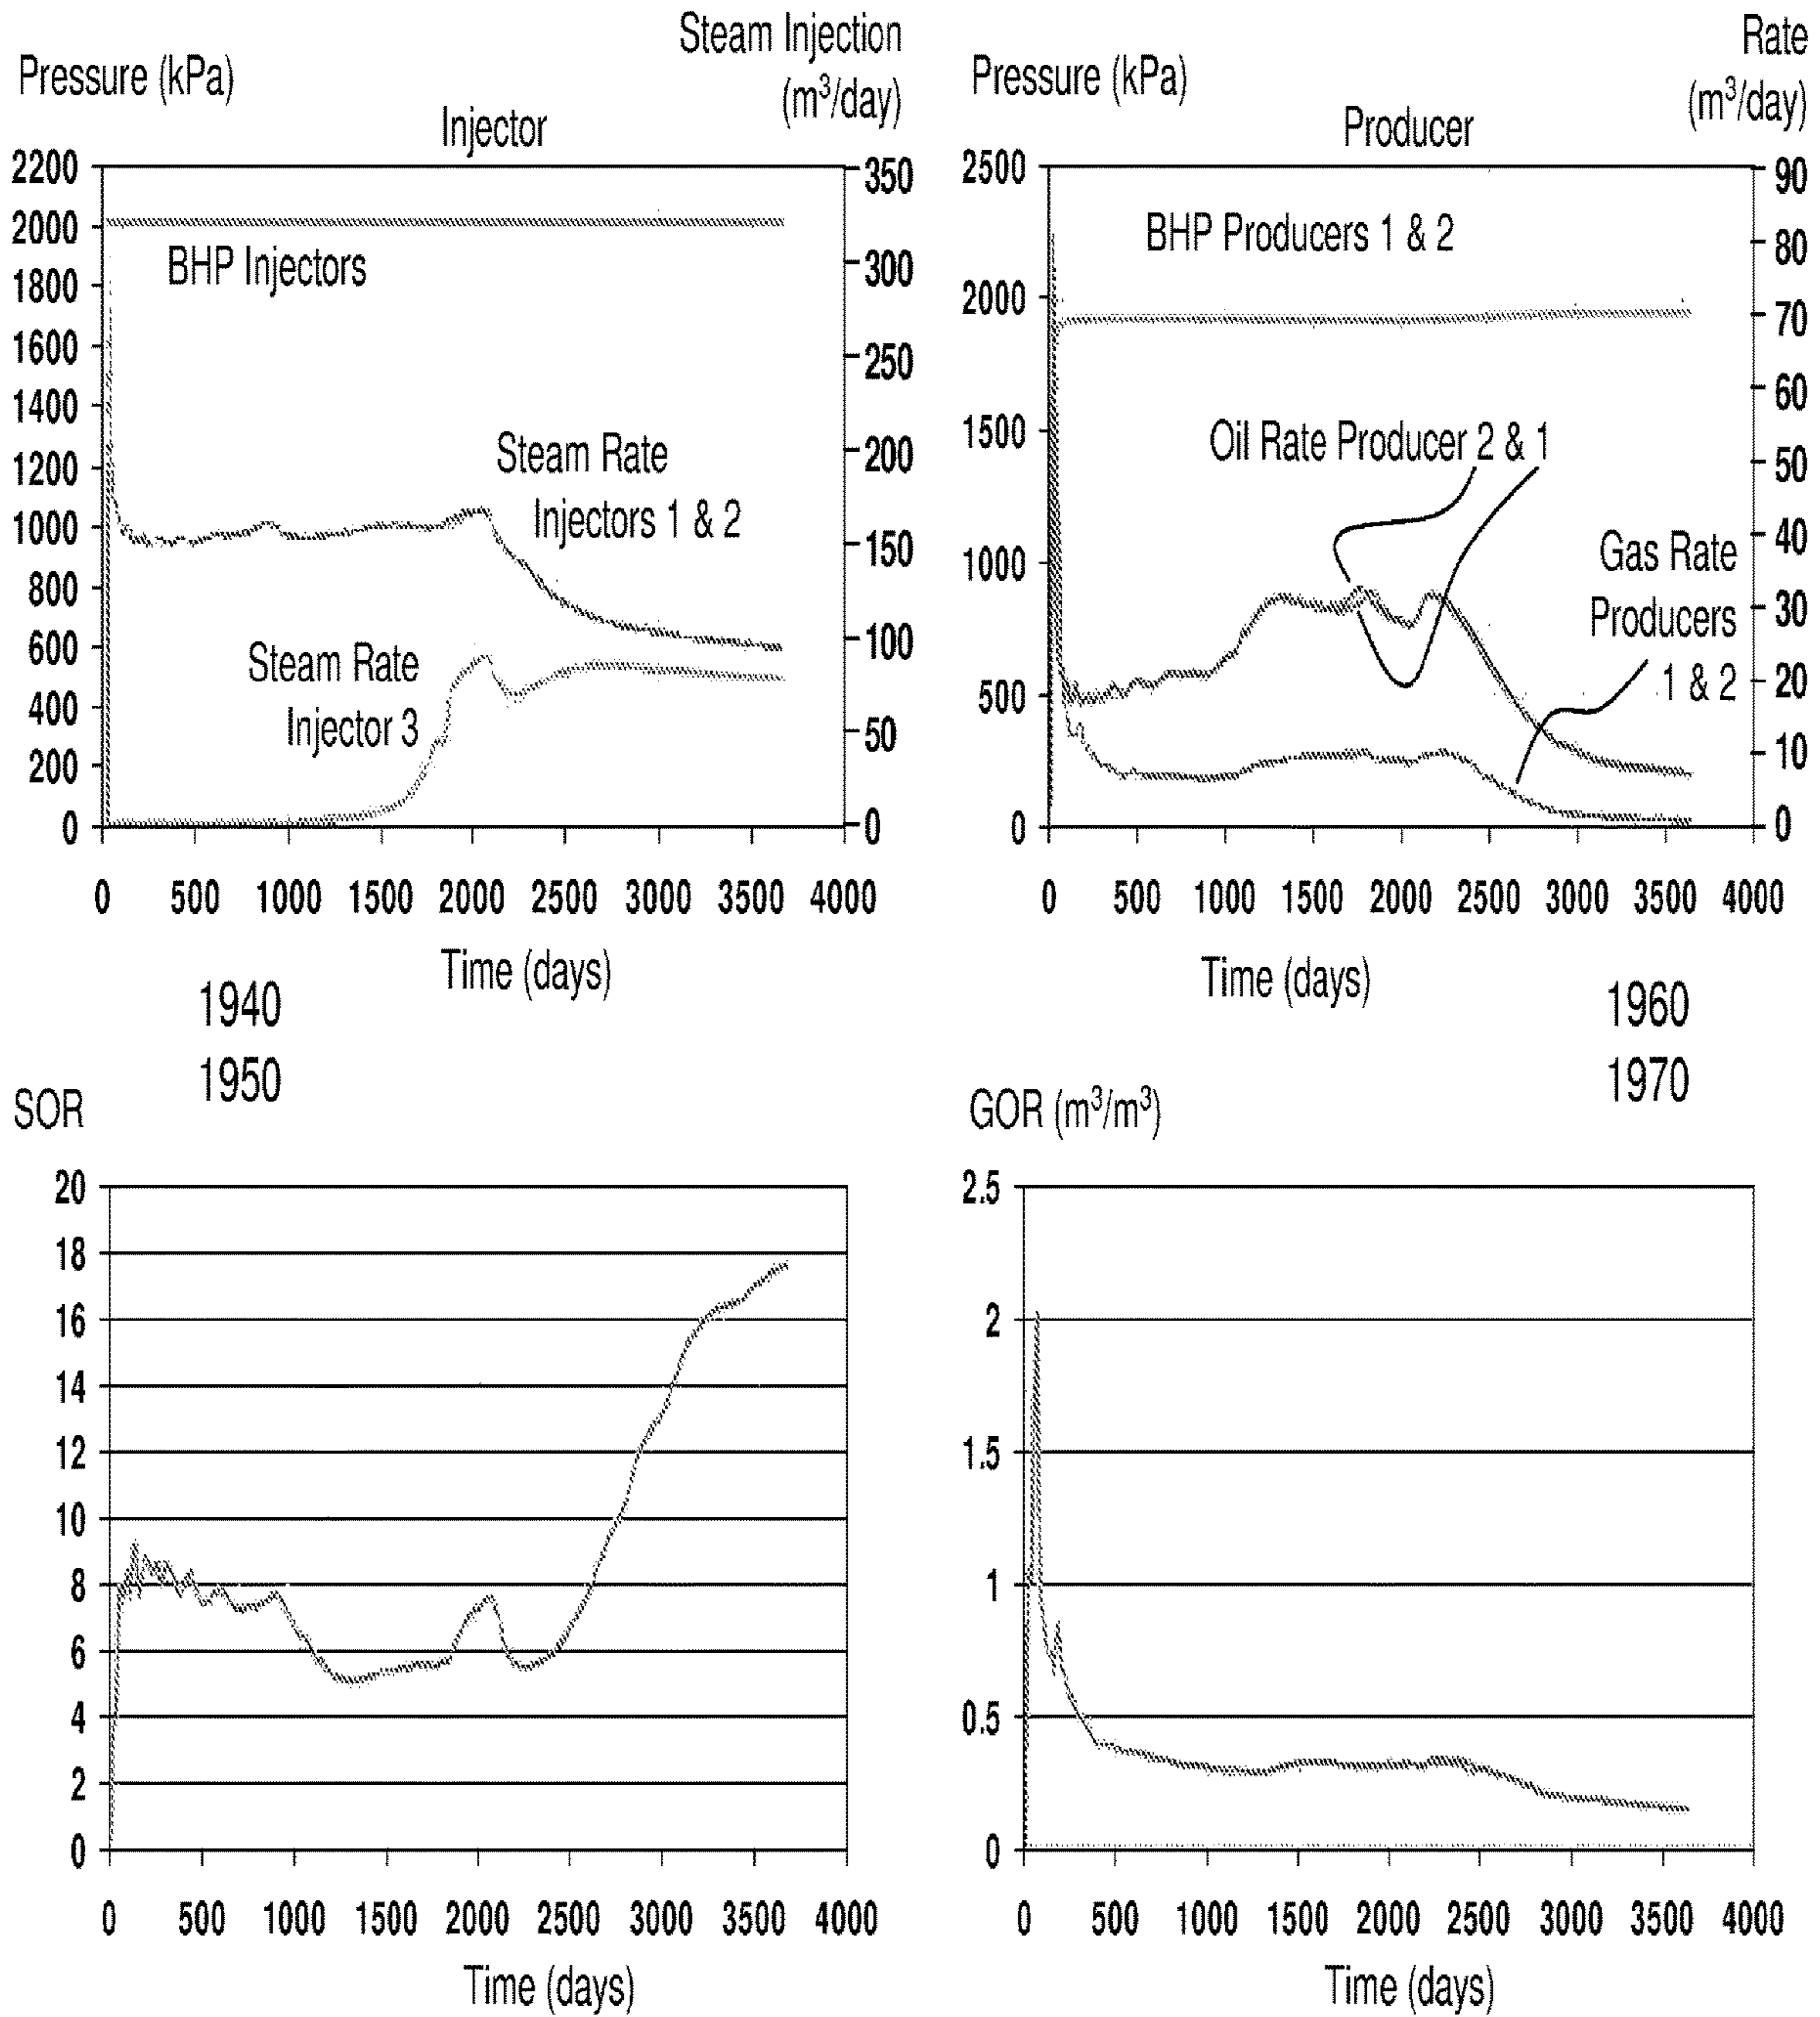 Pressure (kPa)
Steam Injection
(m³/day)
Injector
2200
2000
1800
1600
1400
1200
1000
800
600
400
200
0
350
300
250
200
150
100
50
0
BHP Injectors
Steam Rate
Injectors 1 & 2
Steam Rate
Injector 3
0 500 1000 1500 2000 2500 3000 3500 4000
Time (days)
1940
1950
Pressure (kPa)
Rate
(m³/day)
Producer
2500
2000
1500
1000
500
0
90
80
70
60
50
40
30
20
10
0
BHP Producers 1 & 2
Oil Rate Producer 2 & 1
Gas Rate
Producers
1 & 2
0 500 1000 1500 2000 2500 3000 3500 4000
Time (days)
1960
1970
SOR
20
18
16
14
12
10
8
6
4
2
0
0 500 1000 1500 2000 2500 3000 3500 4000
Time (days)
GOR (m³/m³)
2.5
2
1.5
1
0.5
0
0 500 1000 1500 2000 2500 3000 3500 4000
Time (days)